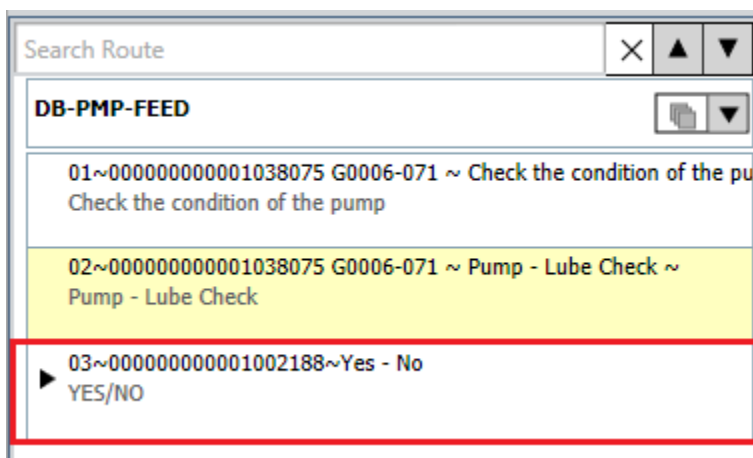 Search Route
DB-PMP-FEED
01~000000000001038075 G0006-071 ~ Check the condition of the pu
Check the condition of the pump
02~000000000001038075 G0006-071 ~ Pump - Lube Check ~
Pump - Lube Check
03~000000000001002188~Yes - No
YES/NO